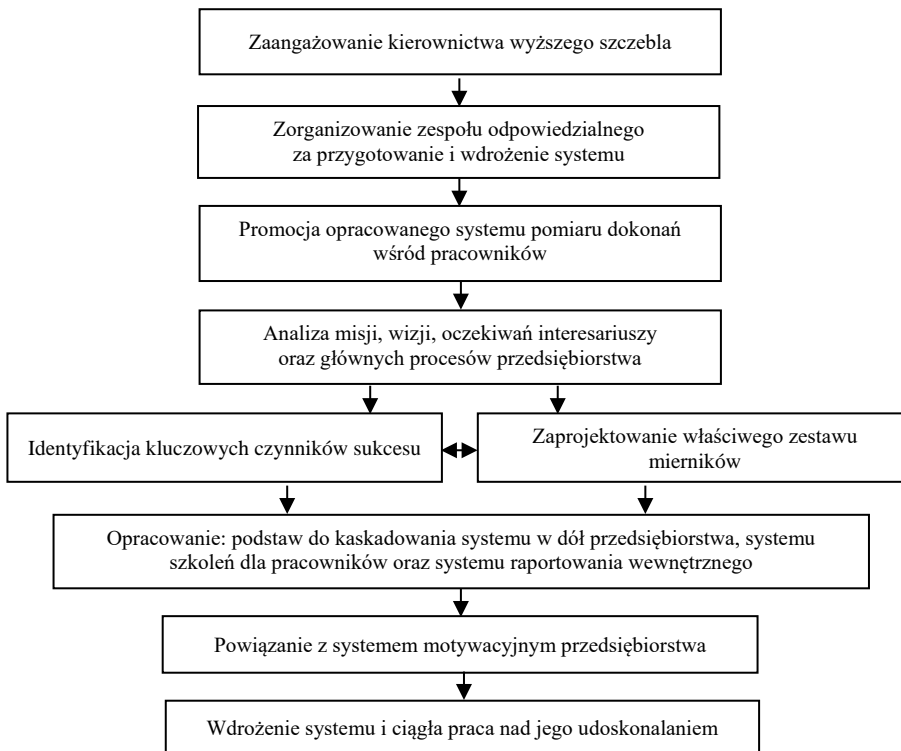 Zaangażowanie kierownictwa wyższego szczebla
Zorganizowanie zespołu odpowiedzialnego
za przygotowanie i wdrożenie systemu
Promocja opracowanego systemu pomiaru dokonań
wśród pracowników
Analiza misji, wizji, oczekiwań interesariuszy
oraz głównych procesów przedsiębiorstwa
Identyfikacja kluczowych czynników sukcesu
Zaprojektowanie właściwego zestawu
mierników
Opracowanie: podstaw do kaskadowania systemu w dół przedsiębiorstwa, systemu
szkoleń dla pracowników oraz systemu raportowania wewnętrznego
Powiązanie z systemem motywacyjnym przedsiębiorstwa
Wdrożenie systemu i ciągła praca nad jego udoskonalaniem